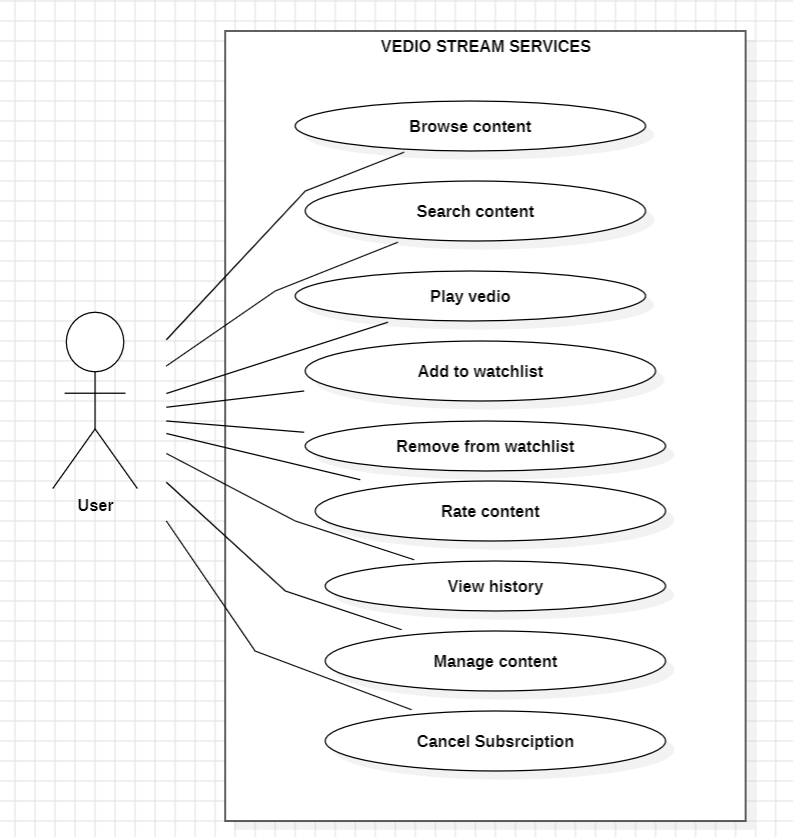 VEDIO STREAM SERVICES
Browse content
Search content
Play vedio
Add to watchlist
Remove from watchlist
Rate content
User
View history
Manage content
Cancel Subsrciption